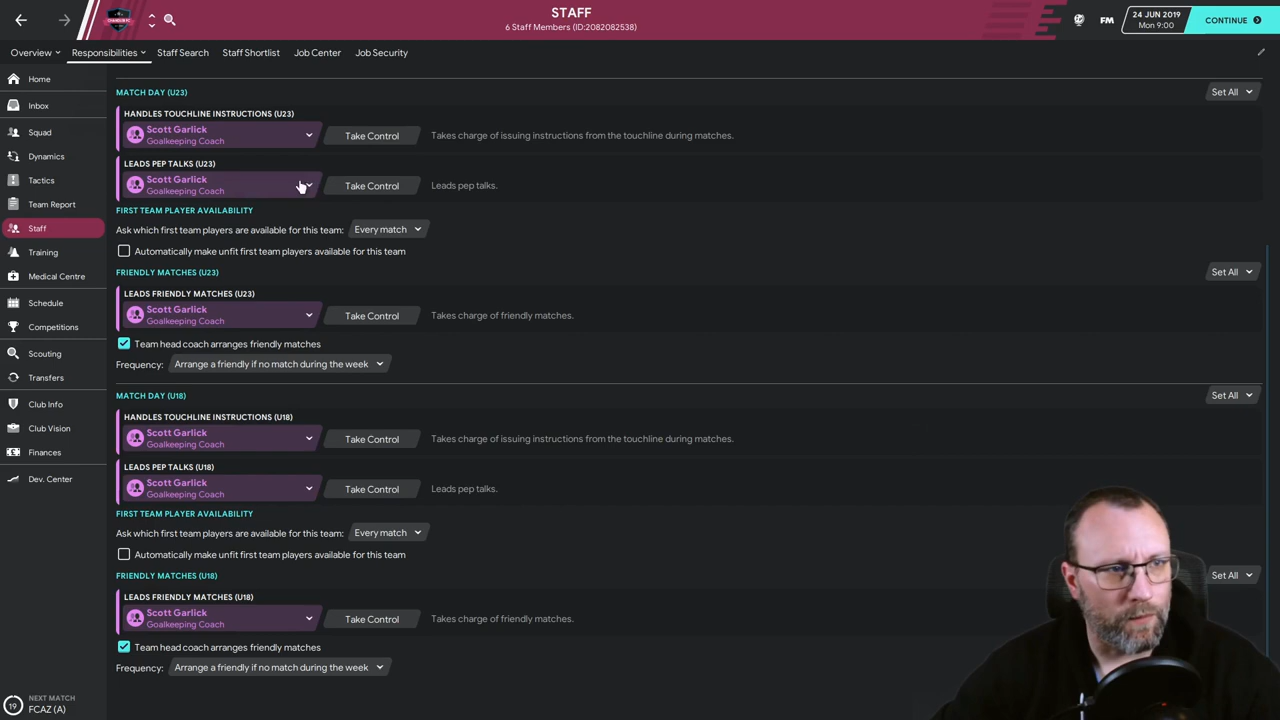 STAFF
6 Staff Members (ID:2082082538)
FM
24 JUN 2019
Mon 9:00
CONTINUE
Overview
Responsibilities
Staff Search
Staff Shortlist
Job Center
Job Security
Home
Inbox
Squad
Dynamics
Tactics
Team Report
Staff
Training
Medical Centre
Schedule
Competitions
Scouting
Transfers
Club Info
Club Vision
Finances
Dev. Center
19
NEXT MATCH
FCAZ (A)
MATCH DAY (U23)
Set All
HANDLES TOUCHLINE INSTRUCTIONS (U23)
Scott Garlick
Goalkeeping Coach
Take Control
Takes charge of issuing instructions from the touchline during matches.
LEADS PEP TALKS (U23)
Scott Garlick
Goalkeeping Coach
Take Control
Leads pep talks.
FIRST TEAM PLAYER AVAILABILITY
Ask which first team players are available for this team: Every match
Automatically make unfit first team players available for this team
FRIENDLY MATCHES (U23)
Set All
LEADS FRIENDLY MATCHES (U23)
Scott Garlick
Goalkeeping Coach
Take Control
Takes charge of friendly matches.
Team head coach arranges friendly matches
Frequency: Arrange a friendly if no match during the week
MATCH DAY (U18)
Set All
HANDLES TOUCHLINE INSTRUCTIONS (U18)
Scott Garlick
Goalkeeping Coach
Take Control
Takes charge of issuing instructions from the touchline during matches.
LEADS PEP TALKS (U18)
Scott Garlick
Goalkeeping Coach
Take Control
Leads pep talks.
FIRST TEAM PLAYER AVAILABILITY
Ask which first team players are available for this team: Every match
Automatically make unfit first team players available for this team
FRIENDLY MATCHES (U18)
Set All
LEADS FRIENDLY MATCHES (U18)
Scott Garlick
Goalkeeping Coach
Take Control
Takes charge of friendly matches.
Team head coach arranges friendly matches
Frequency: Arrange a friendly if no match during the week